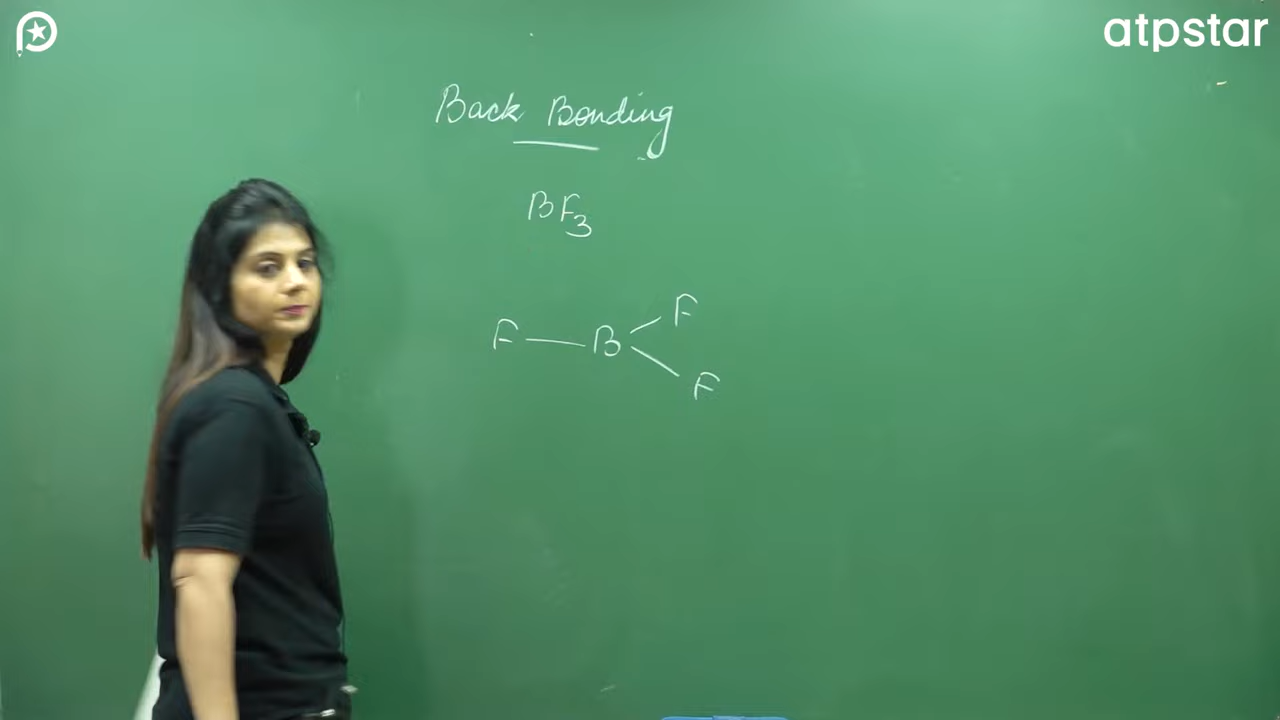 atpstar
Back Bonding
BF3
F
F — B
F